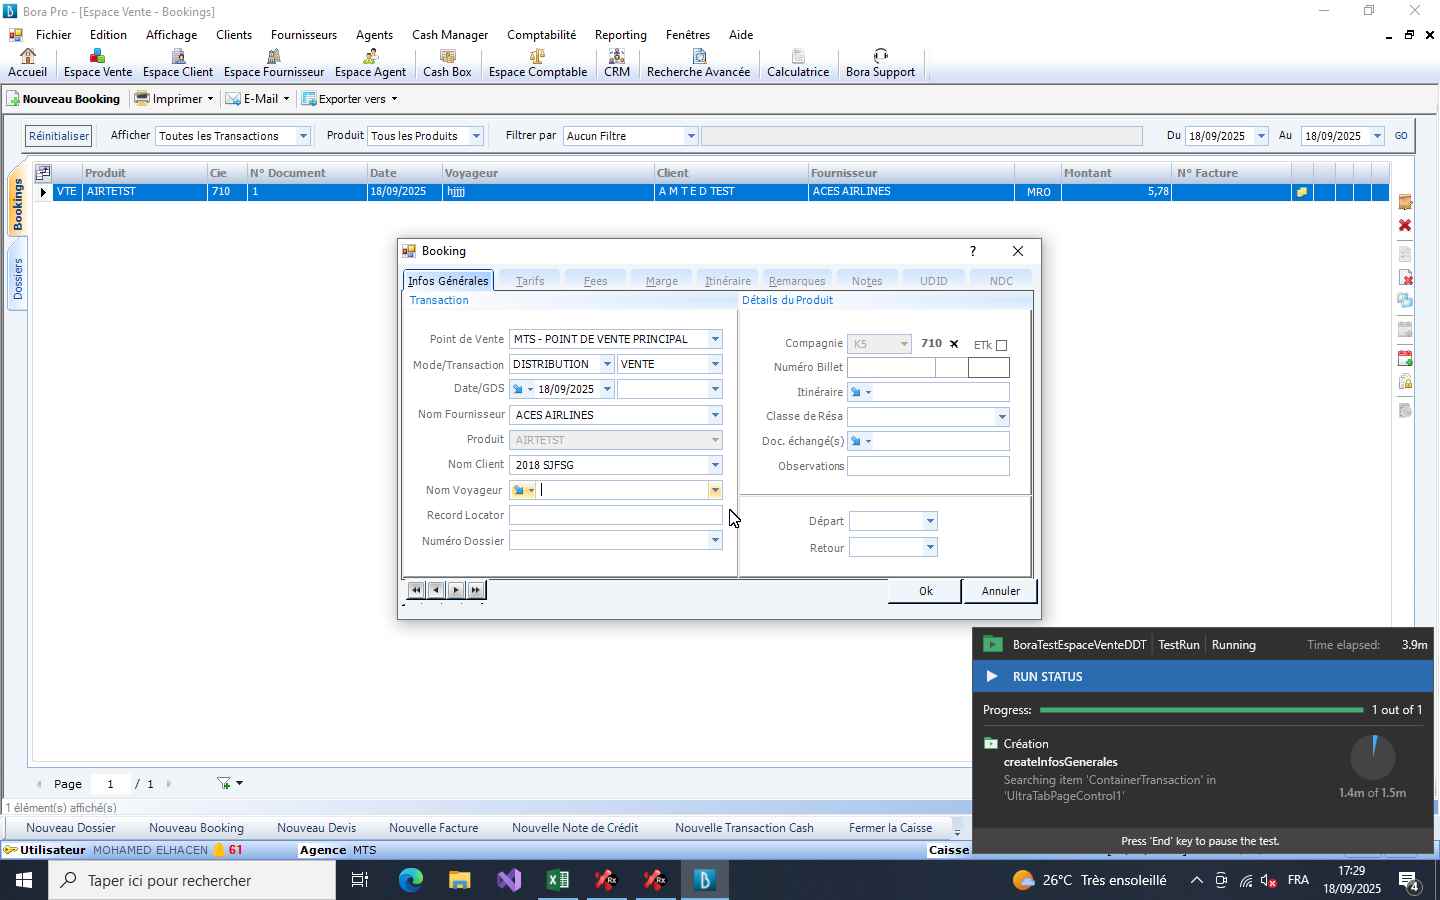 Bora Pro - [Espace Vente - Bookings]
Fichier Edition Affichage Clients Fournisseurs Agents Cash Manager Comptabilité Reporting Fenêtres Aide
Accueil Espace Vente Espace Client Espace Fournisseur Espace Agent Cash Box Espace Comptable CRM Recherche Avancée Calculatrice Bora Support
Nouveau Booking Imprimer E-Mail Exporter vers
Réinitialiser Afficher Toutes les Transactions Produit Tous les Produits Filtrer par Aucun Filtre Du 18/09/2025 Au 18/09/2025 GO
Produit Cie N° Document Date Voyageur Client Fournisseur Montant N° Facture
VTE AIRTETST 710 1 18/09/2025 hjjjj A M T E D TEST ACES AIRLINES MRO 5,78
Bookings
Dossiers
Booking ?
Infos Générales Tarifs Fees Marge Itinéraire Remarques Notes UDID NDC
Transaction Détails du Produit
Point de Vente MTS - POINT DE VENTE PRINCIPAL
Compagnie K5 710 ETk
Mode/Transaction DISTRIBUTION VENTE
Numéro Billet
Date/GDS 18/09/2025
Itinéraire
Nom Fournisseur ACES AIRLINES
Classe de Résa
Produit AIRTETST
Doc. échangé(s)
Nom Client 2018 SJFSG
Observations
Nom Voyageur
Record Locator
Départ
Numéro Dossier
Retour
Ok Annuler
BoraTestEspaceVenteDDT TestRun Running Time elapsed: 3.9m
RUN STATUS
Progress: 1 out of 1
Création
createInfosGenerales
Searching item 'ContainerTransaction' in
'UltraTabPageControl1'
1.4m of 1.5m
Press 'End' key to pause the test.
Page 1 / 1
1 élément(s) affiché(s)
Nouveau Dossier Nouveau Booking Nouveau Devis Nouvelle Facture Nouvelle Note de Crédit Nouvelle Transaction Cash Fermer la Caisse
Utilisateur MOHAMED ELHACEN 61 Agence MTS Caisse
Taper ici pour rechercher
26°C Très ensoleillé FRA 17:29
18/09/2025
4